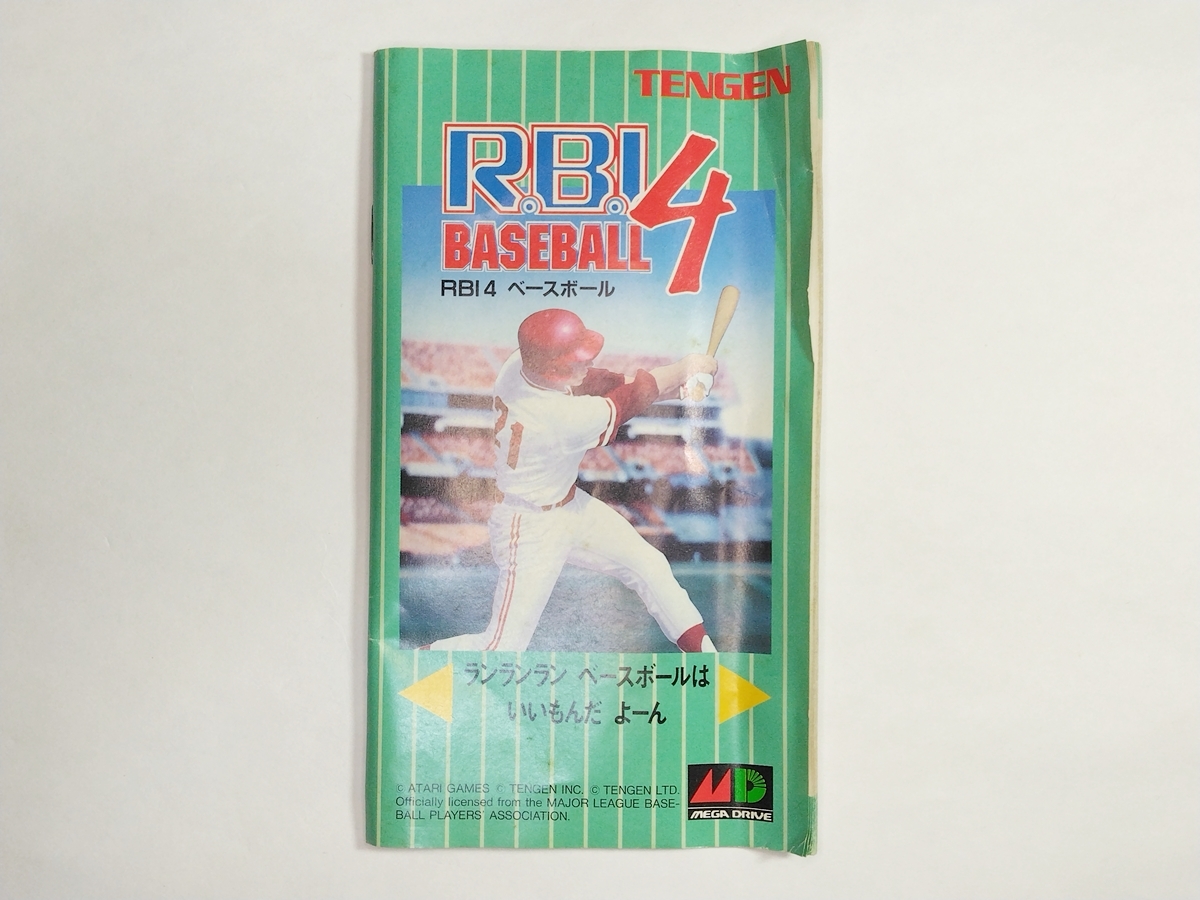 TENGEN
R.B.I. 4
BASEBALL
RBI 4 ベースボール
21
ランランラン ベースボールは
いいもんだ よーん
© ATARI GAMES © TENGEN INC. © TENGEN LTD.
Officially licensed from the MAJOR LEAGUE BASE-
BALL PLAYERS' ASSOCIATION.
MD
MEGA DRIVE